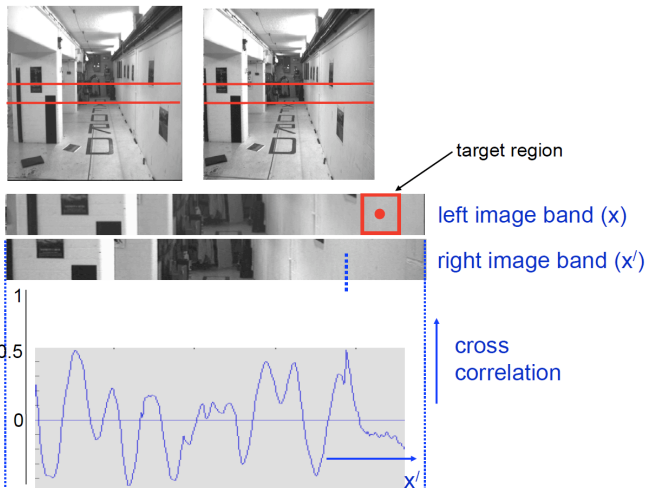 target region
left image band (x)
right image band (x/)
1
0.5
cross
correlation
0
x/